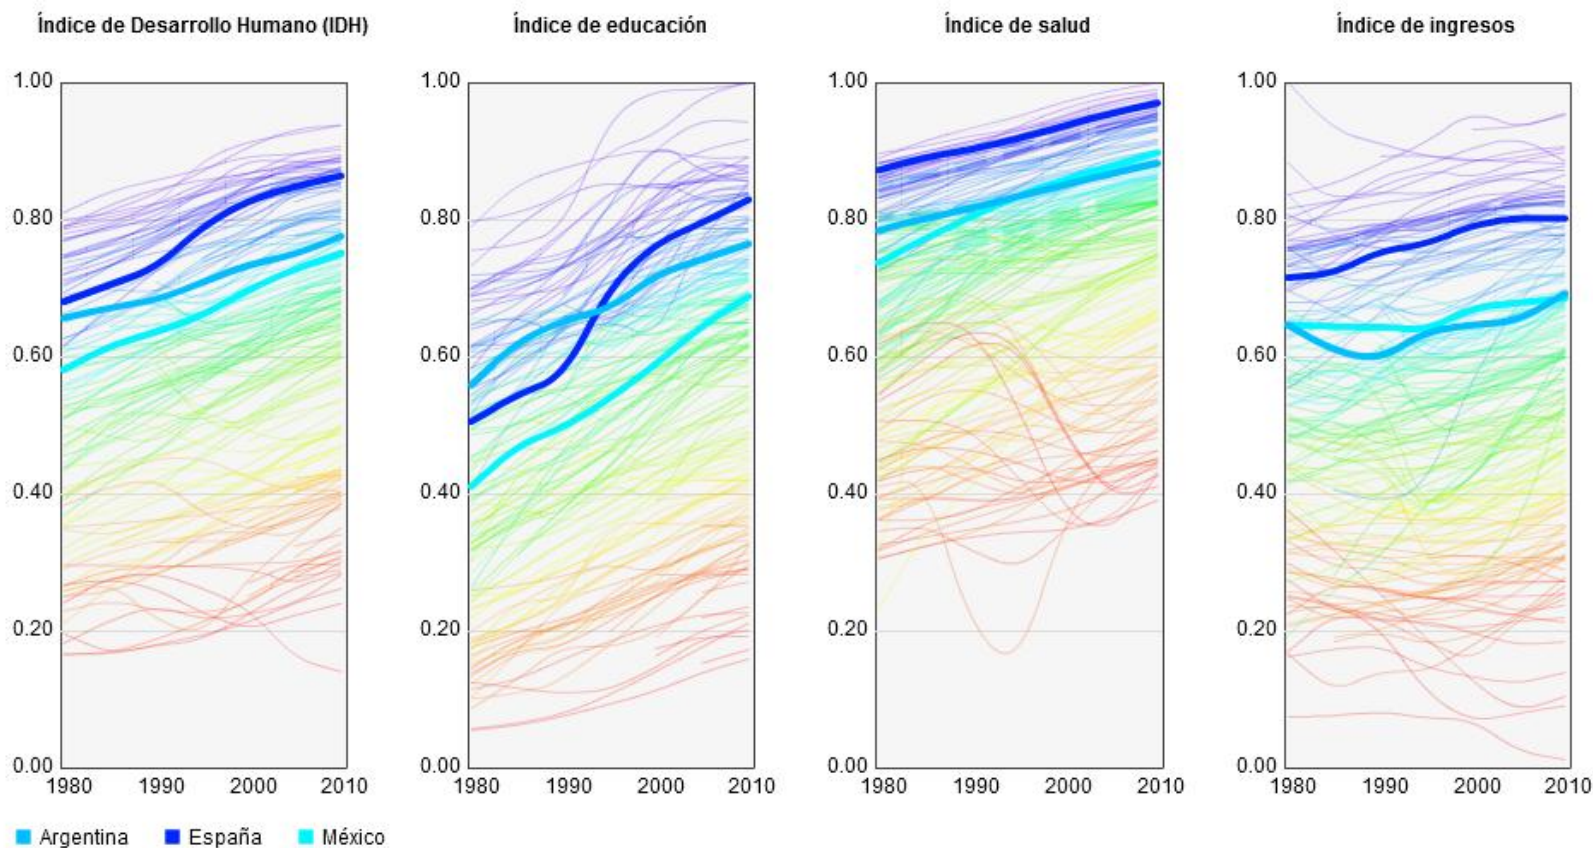 Índice de Desarrollo Humano (IDH)
1.00
0.80
0.60
0.40
0.20
0.00
1980 1990 2000 2010
Índice de educación
1.00
0.80
0.60
0.40
0.20
0.00
1980 1990 2000 2010
Índice de salud
1.00
0.80
0.60
0.40
0.20
0.00
1980 1990 2000 2010
Índice de ingresos
1.00
0.80
0.60
0.40
0.20
0.00
1980 1990 2000 2010
Argentina España México